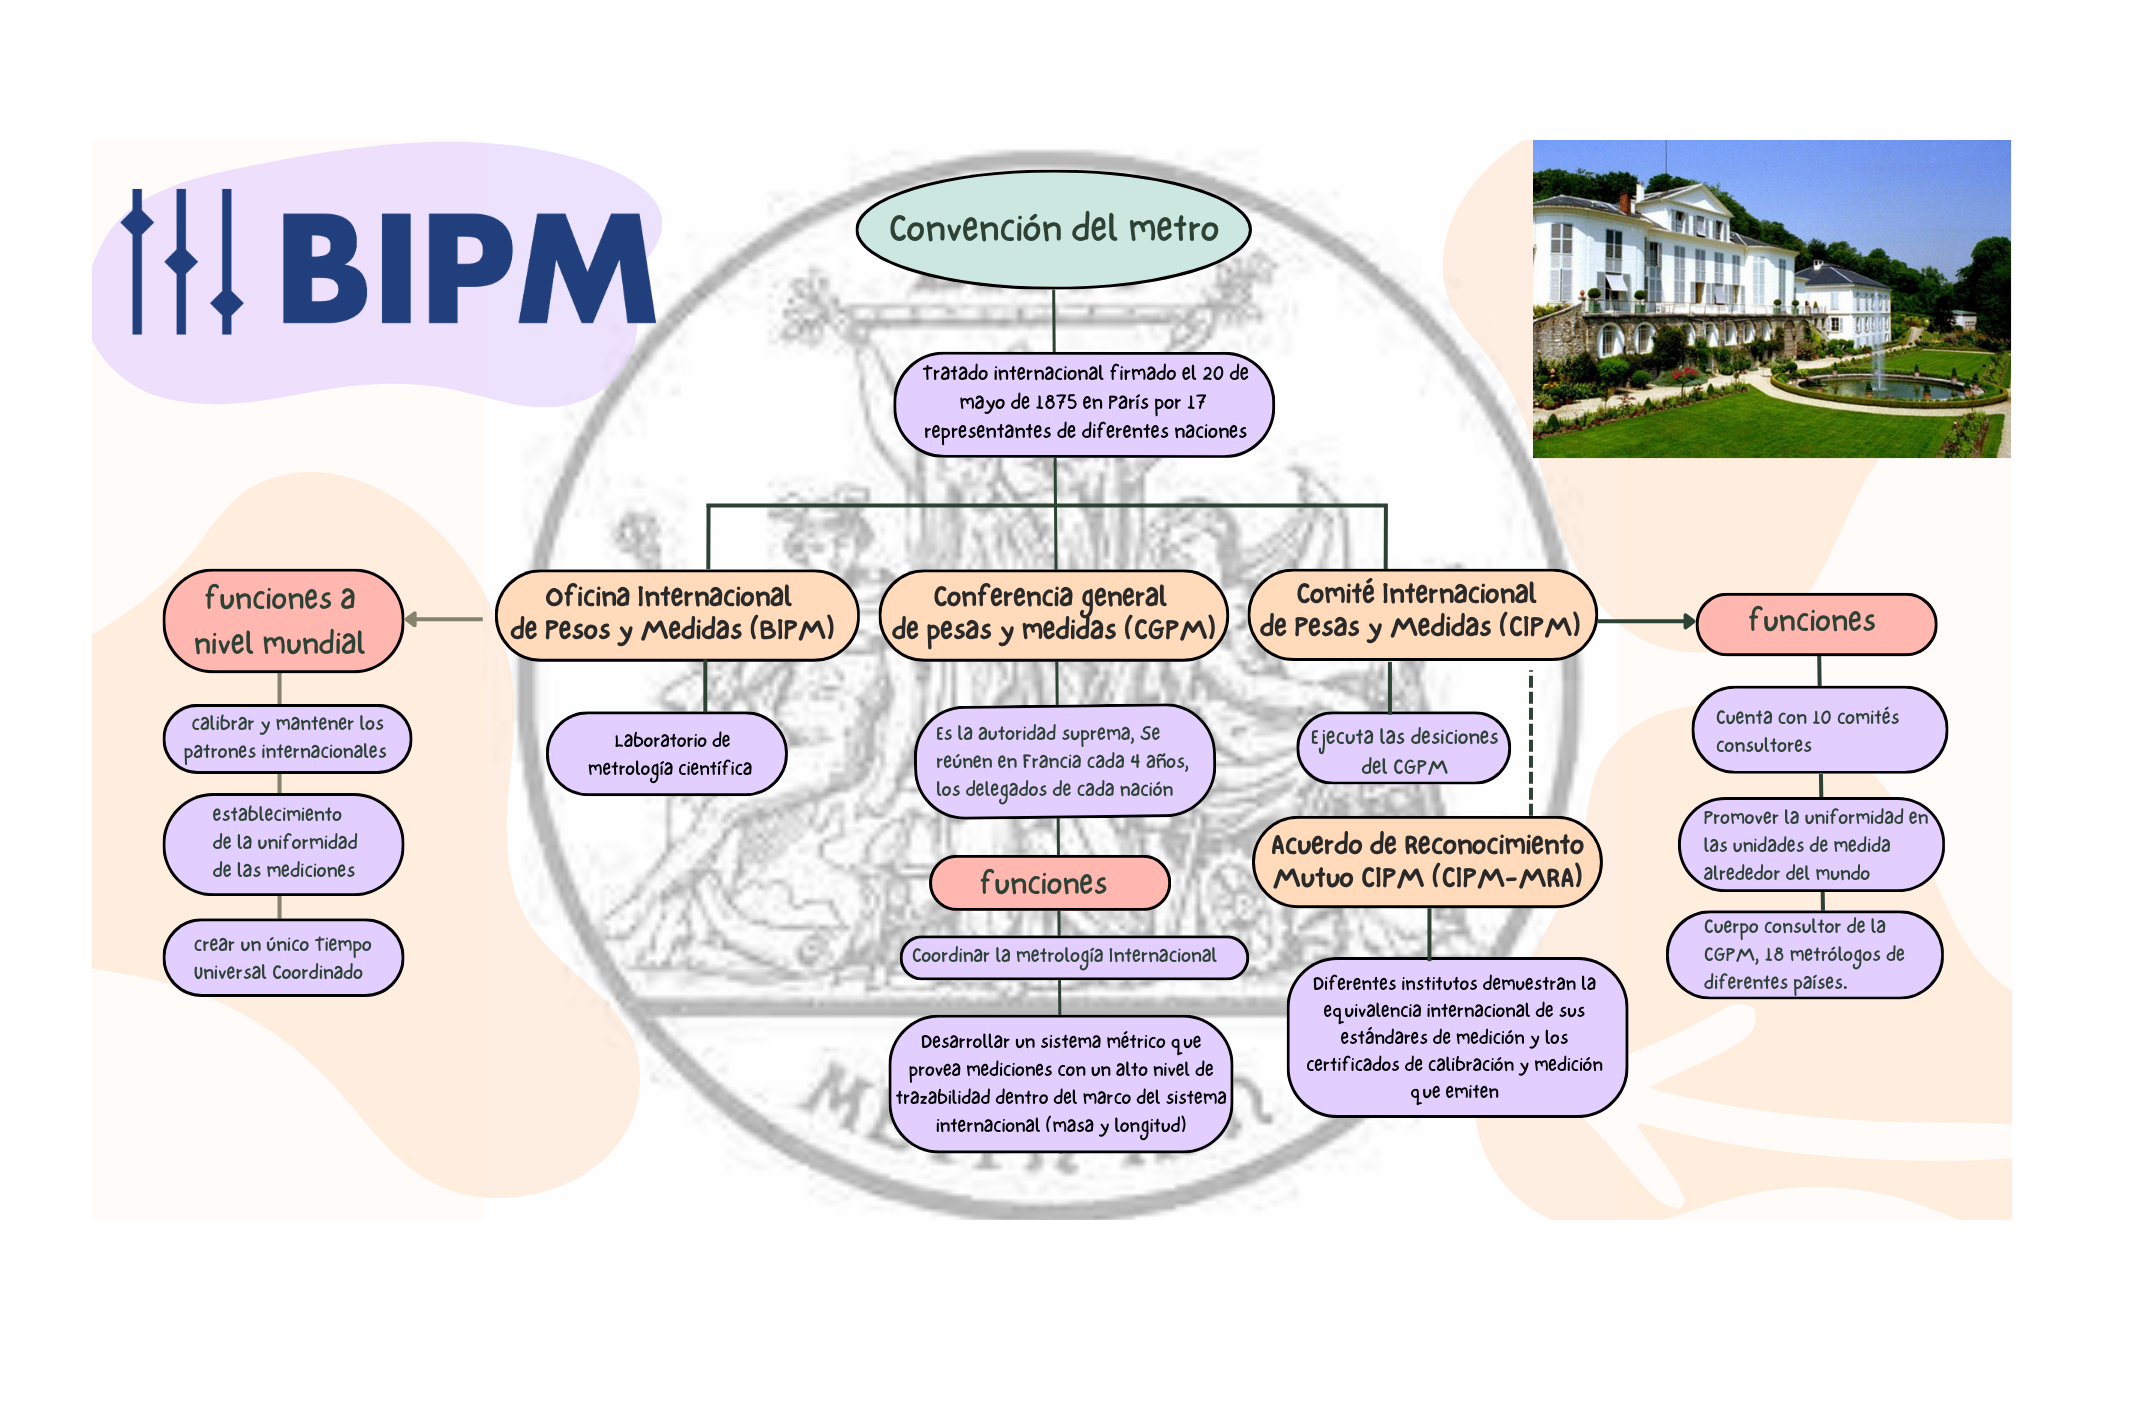 BIPM
Convención del metro
Tratado internacional firmado el 20 de
mayo de 1875 en París por 17
representantes de diferentes naciones
Oficina Internacional
de Pesos y Medidas (BIPM)
Laboratorio de
metrología científica
funciones a
nivel mundial
calibrar y mantener los
patrones internacionales
establecimiento
de la uniformidad
de las mediciones
crear un único Tiempo
Universal Coordinado
Conferencia general
de pesas y medidas (CGPM)
Es la autoridad suprema, Se
reúnen en Francia cada 4 años,
los delegados de cada nación
funciones
Coordinar la metrología Internacional
Desarrollar un sistema métrico que
provea mediciones con un alto nivel de
trazabilidad dentro del marco del sistema
internacional (masa y longitud)
Comité Internacional
de Pesas y Medidas (CIPM)
Ejecuta las desiciones
del CGPM
Acuerdo de Reconocimiento
Mutuo CIPM (CIPM-MRA)
Diferentes institutos demuestran la
equivalencia internacional de sus
estándares de medición y los
certificados de calibración y medición
que emiten
funciones
Cuenta con 10 comités
consultores
Promover la uniformidad en
las unidades de medida
alrededor del mundo
Cuerpo consultor de la
CGPM, 18 metrólogos de
diferentes países.